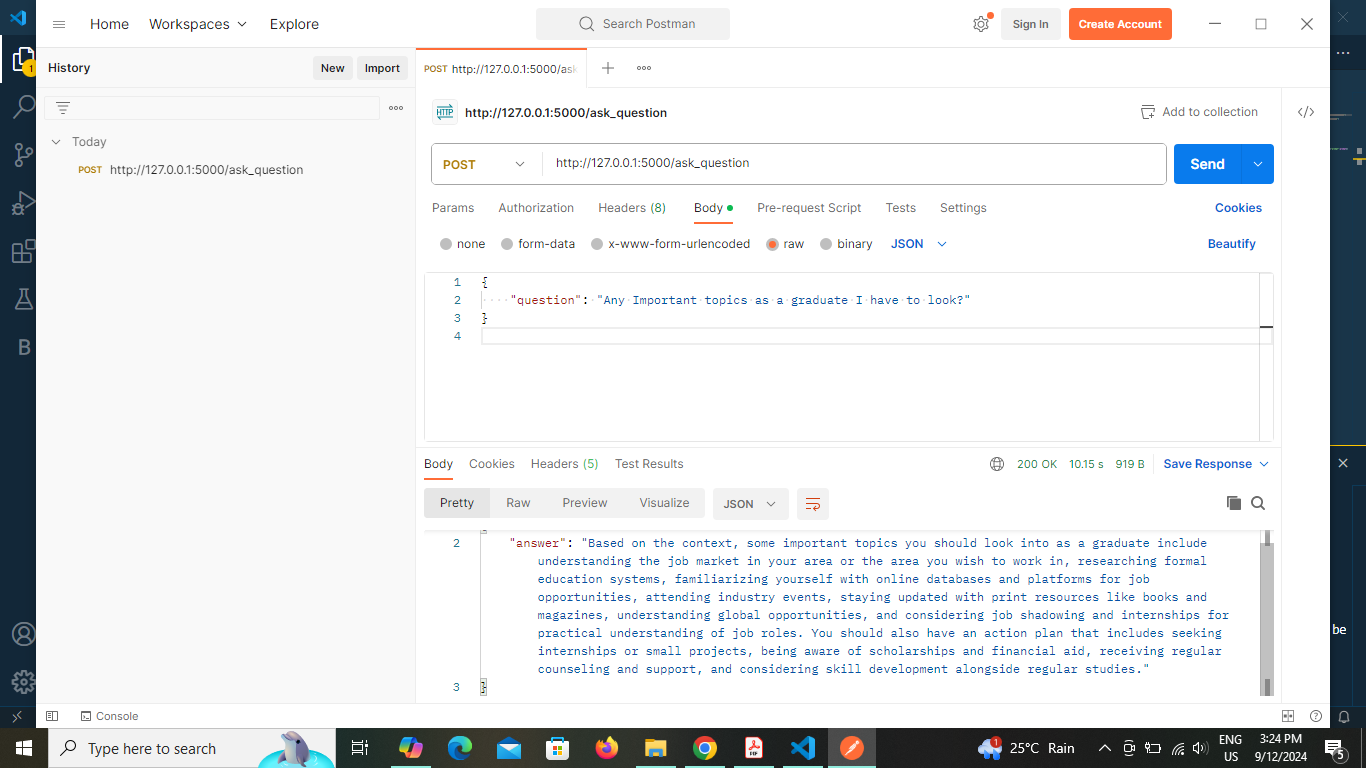 Home Workspaces Explore Search Postman Sign In Create Account
History New Import POST http://127.0.0.1:5000/ask
HTTP http://127.0.0.1:5000/ask_question Add to collection
Today
POST http://127.0.0.1:5000/ask_question
POST http://127.0.0.1:5000/ask_question Send
Params Authorization Headers (8) Body Pre-request Script Tests Settings Cookies
none form-data x-www-form-urlencoded raw binary JSON Beautify
1 {
2 "question": "Any Important topics as a graduate I have to look?"
3 }
4
Body Cookies Headers (5) Test Results 200 OK 10.15 s 919 B Save Response
Pretty Raw Preview Visualize JSON
2 "answer": "Based on the context, some important topics you should look into as a graduate include
understanding the job market in your area or the area you wish to work in, researching formal
education systems, familiarizing yourself with online databases and platforms for job
opportunities, attending industry events, staying updated with print resources like books and
magazines, understanding global opportunities, and considering job shadowing and internships for
practical understanding of job roles. You should also have an action plan that includes seeking
internships or small projects, being aware of scholarships and financial aid, receiving regular
counseling and support, and considering skill development alongside regular studies."
3 }
1
B
be
Console
Type here to search 25°C Rain ENG US 3:24 PM 9/12/2024 5
1